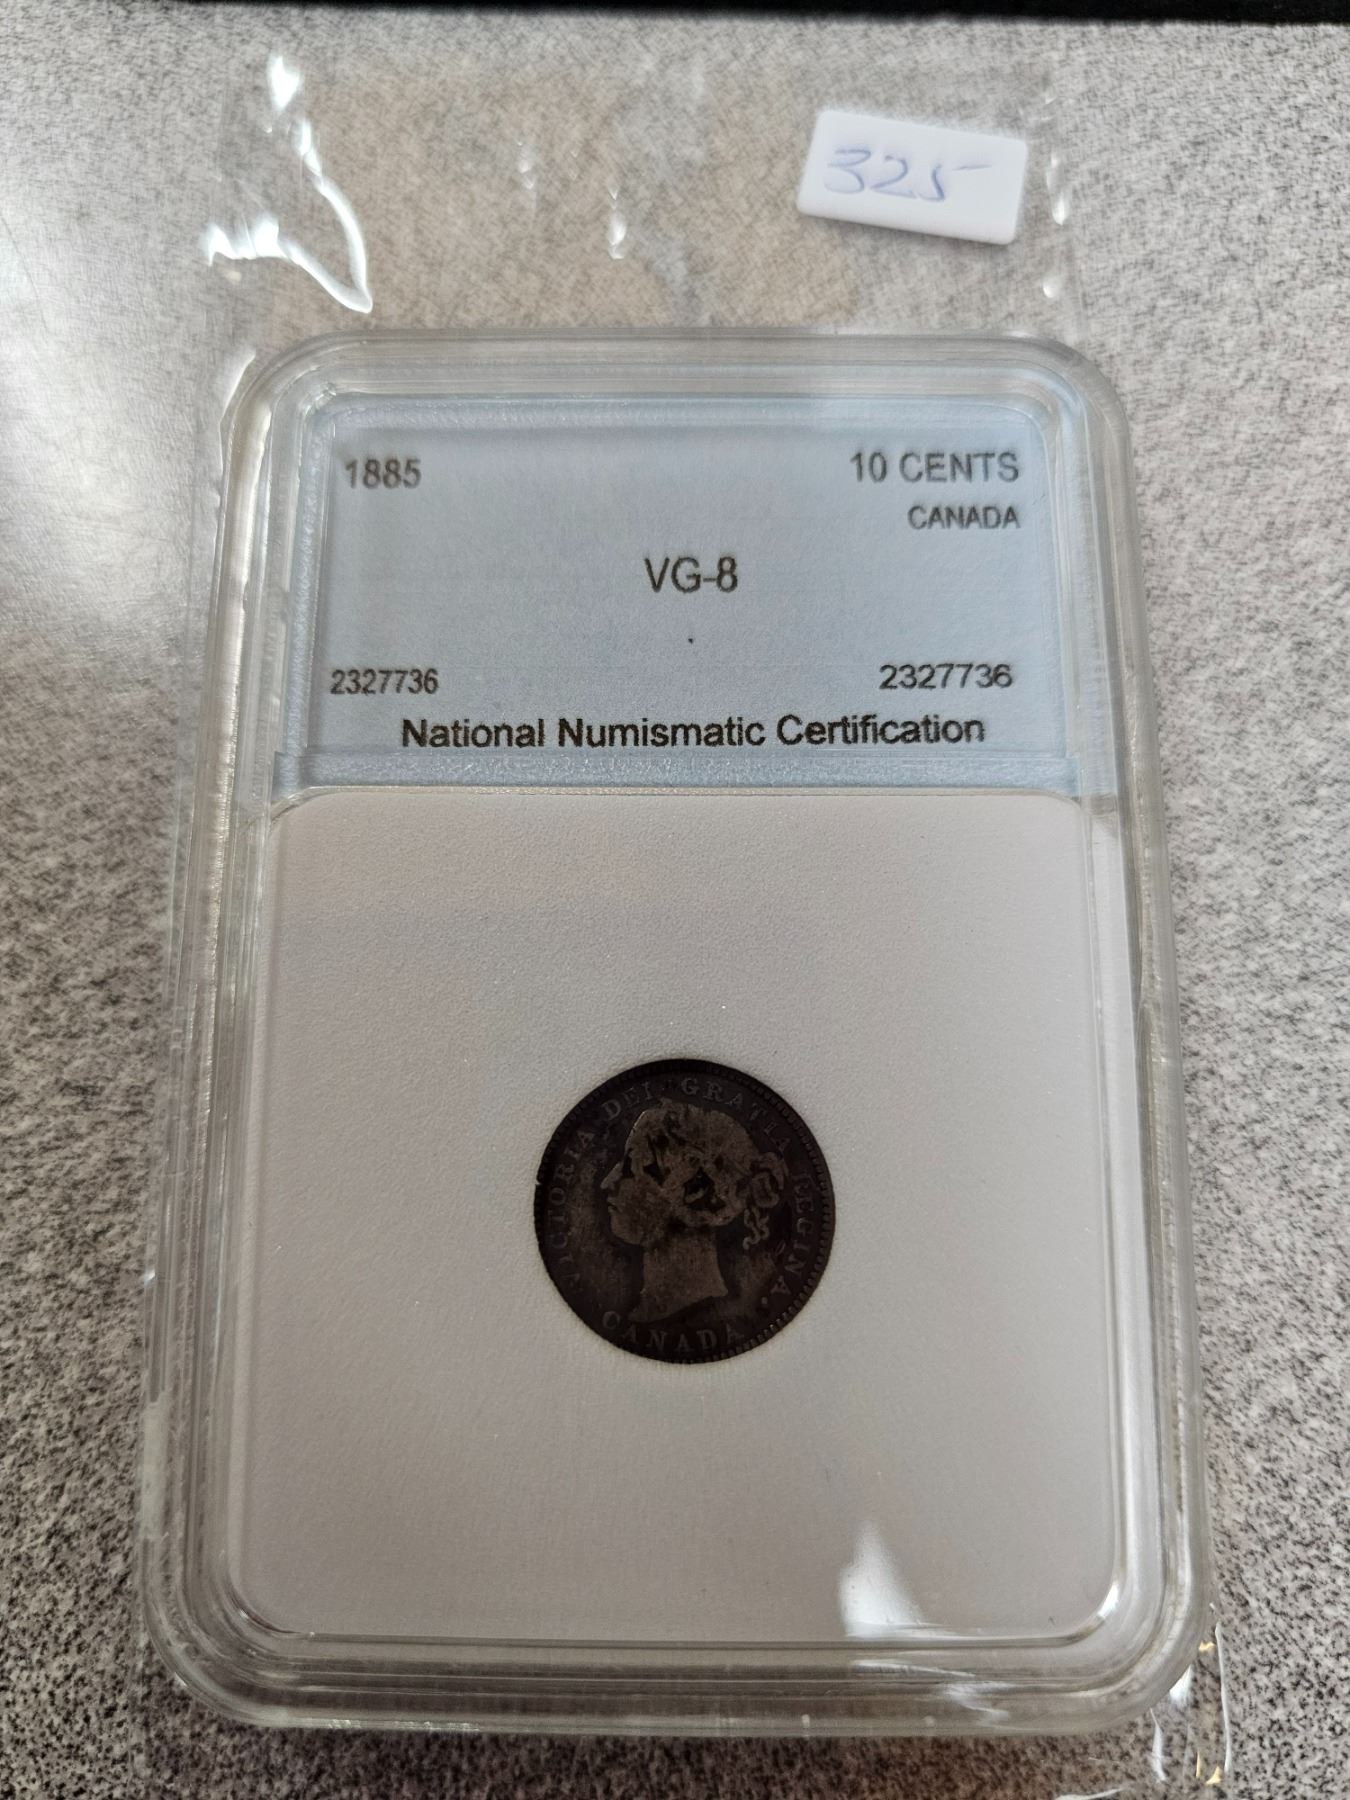 325
1885 10 CENTS
CANADA
VG-8
2327736 2327736
National Numismatic Certification
VICTORIA DEI GRATIA REGINA.
CANADA